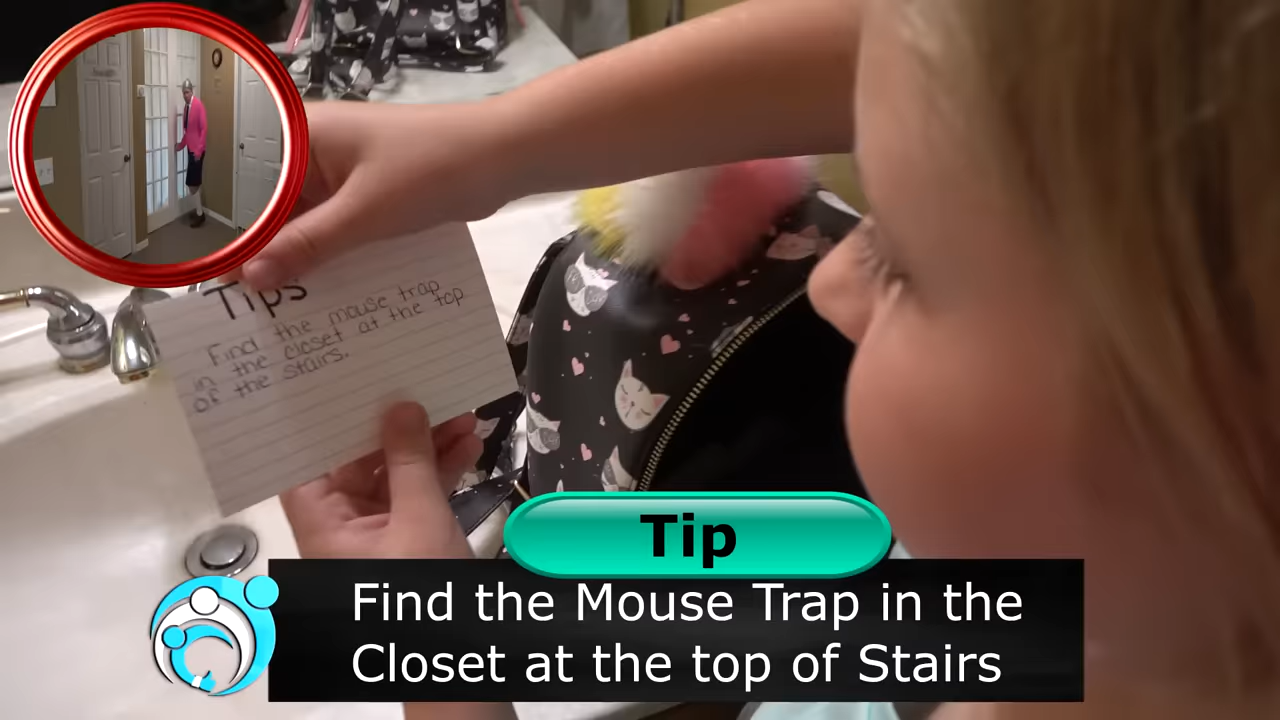 Tips
Find the mouse trap
in the closet at the top
of the stairs.
Tip
Find the Mouse Trap in the
Closet at the top of Stairs